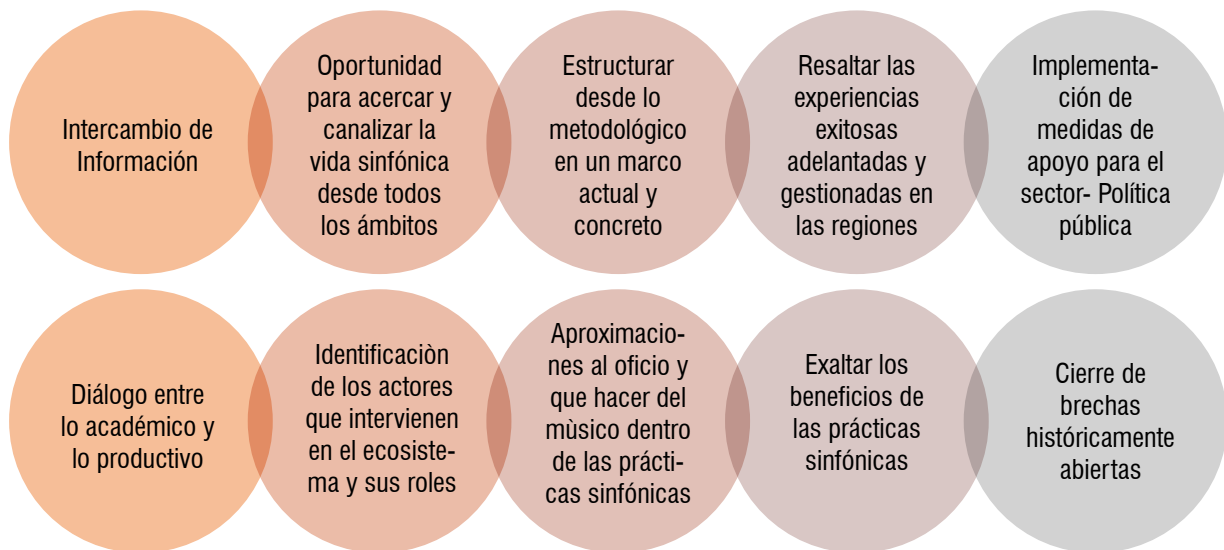 Intercambio de
Información
Oportunidad
para acercar y
canalizar la
vida sinfónica
desde todos
los ámbitos
Estructurar
desde lo
metodológico
en un marco
actual y
concreto
Resaltar las
experiencias
exitosas
adelantadas y
gestionadas en
las regiones
Implementa-
ción de
medidas de
apoyo para el
sector- Política
pública
Diálogo entre
lo académico y
lo productivo
Identificaciòn
de los actores
que intervienen
en el ecosiste-
ma y sus roles
Aproximacio-
nes al oficio y
que hacer del
mùsico dentro
de las prácti-
cas sinfónicas
Exaltar los
beneficios de
las prácticas
sinfónicas
Cierre de
brechas
históricamente
abiertas